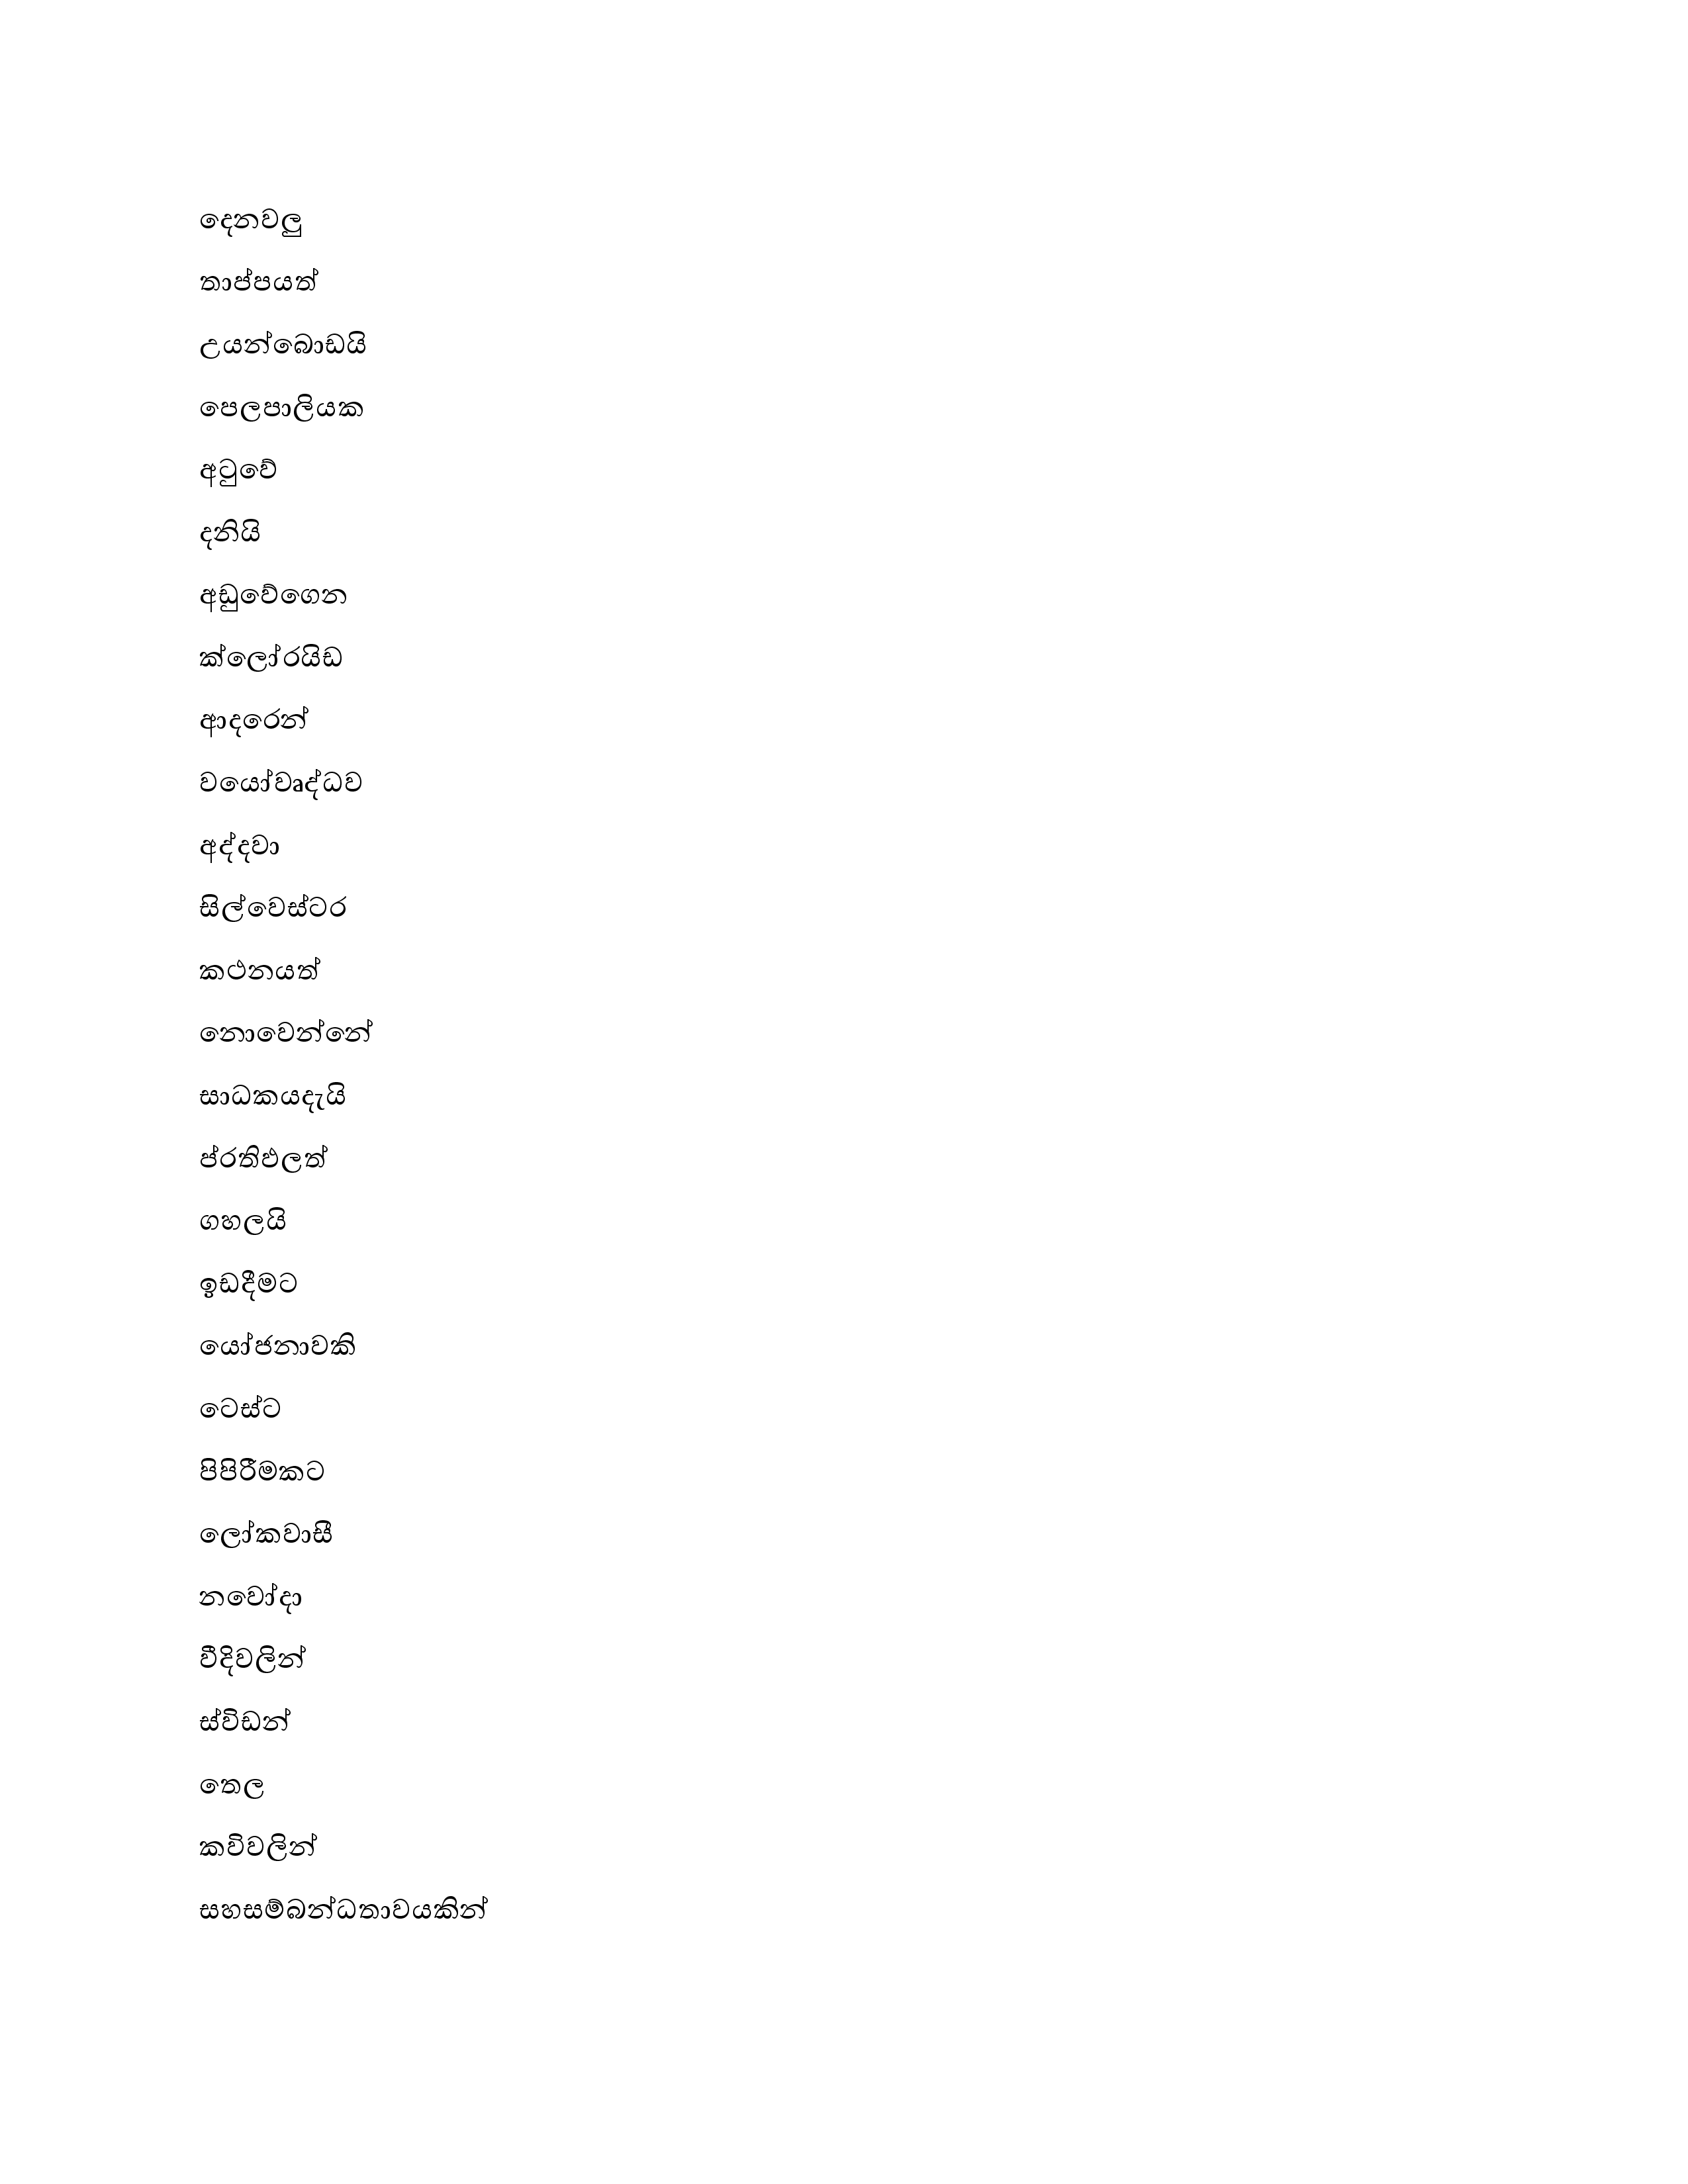 දෙනවලු
තාප්පයත්
උයන්බොඩයි
පෙලපාලියක
අටුවේ
දනියි
අඩුවේගෙන
ක්ලෝරයිඩ
ආදරෙන්
වයෝවෘද්ධව
අද්දවා
සිල්වෙස්ටර
කථනයත්
නොවෙන්නේ
සාධකයදැයි
ප්රතිඵලත්
ගහලයි
ඉඩදීමට
යෝජනාවකි
ටෙස්ට
පිපිරීමකට
ලෝකවාසී
නවෝදා
වීදිවලින්
ස්විඩන්
තෙල
කවිවලින්
සහසම්බන්ධතාවයකින්